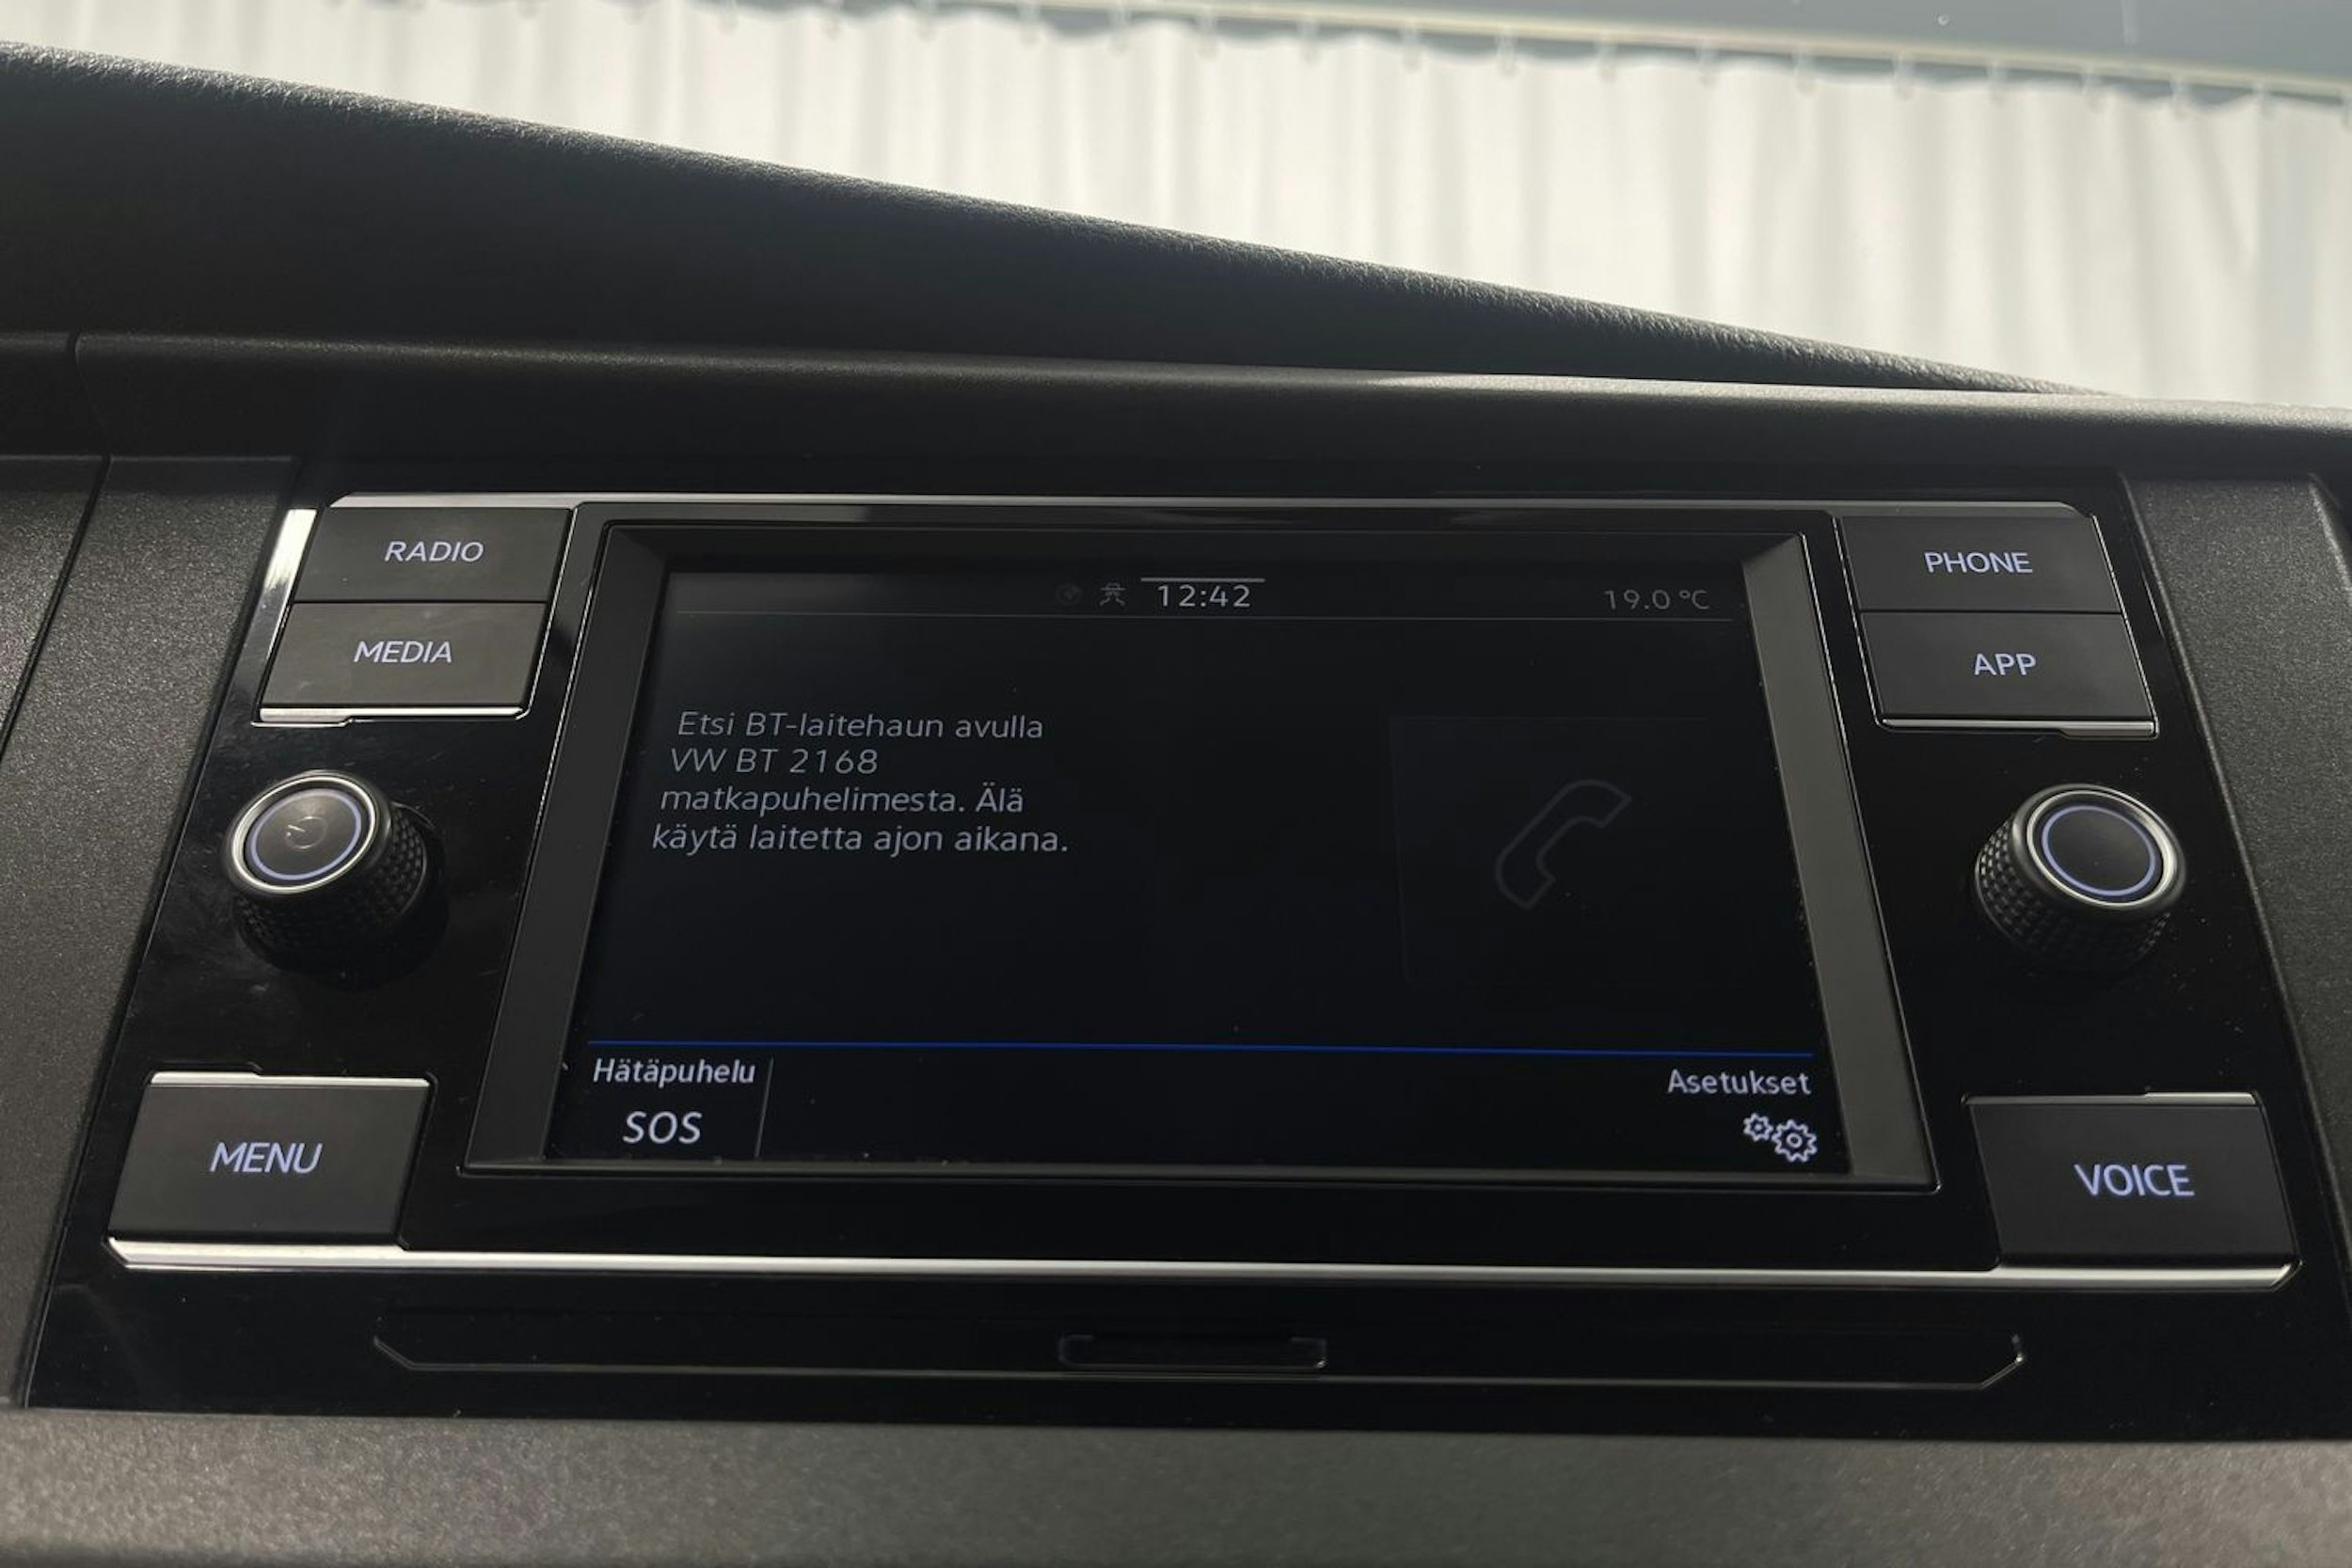 RADIO
MEDIA
12:42
19.0 °C
PHONE
APP
Etsi BT-laitehaun avulla
VW BT 2168
matkapuhelimesta. Älä
käytä laitetta ajon aikana.
Hätäpuhelu
SOS
Asetukset
MENU
VOICE